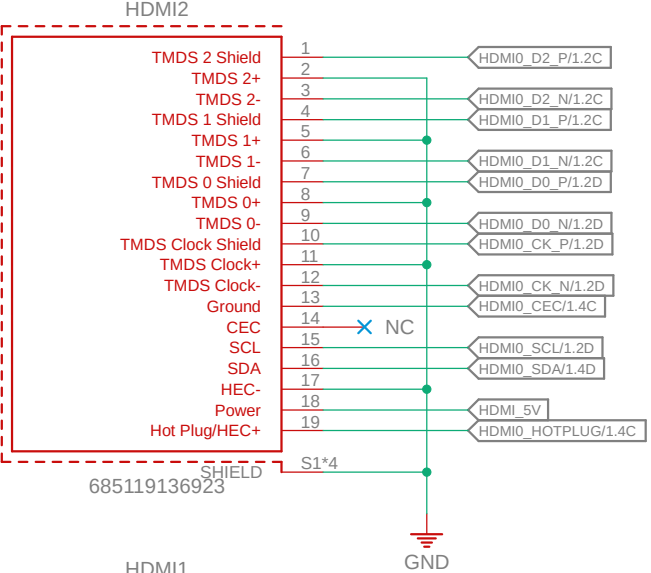 HDMI2
TMDS 2 Shield 1 HDMI0_D2_P/1.2C
TMDS 2+ 2
TMDS 2- 3 HDMI0_D2_N/1.2C
TMDS 1 Shield 4 HDMI0_D1_P/1.2C
TMDS 1+ 5
TMDS 1- 6 HDMI0_D1_N/1.2C
TMDS 0 Shield 7 HDMI0_D0_P/1.2D
TMDS 0+ 8
TMDS 0- 9 HDMI0_D0_N/1.2D
TMDS Clock Shield 10 HDMI0_CK_P/1.2D
TMDS Clock+ 11
TMDS Clock- 12 HDMI0_CK_N/1.2D
Ground 13 HDMI0_CEC/1.4C
CEC 14 NC
SCL 15 HDMI0_SCL/1.2D
SDA 16 HDMI0_SDA/1.4D
HEC- 17
Power 18 HDMI_5V
Hot Plug/HEC+ 19 HDMI0_HOTPLUG/1.4C
SHIELD S1*4
685119136923
GND
HDMI1